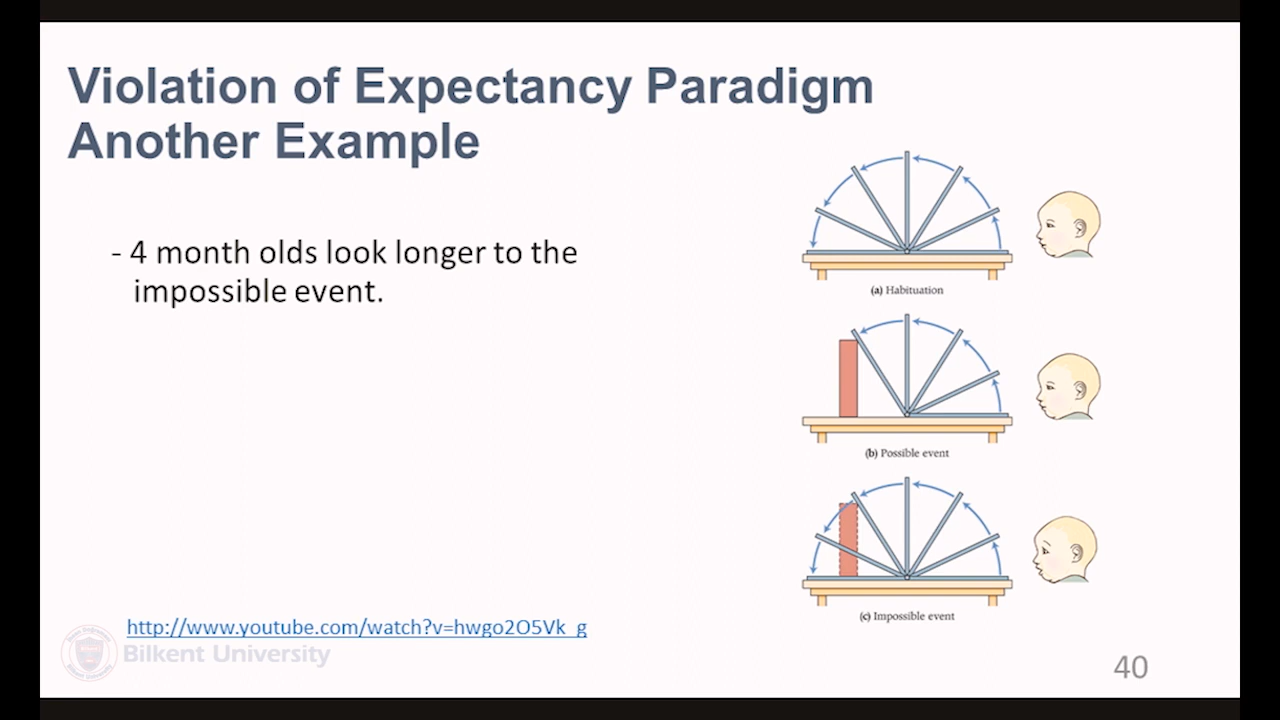 Violation of Expectancy Paradigm
Another Example
- 4 month olds look longer to the
impossible event.
(a) Habituation
(b) Possible event
(c) Impossible event
http://www.youtube.com/watch?v=hwgo2O5Vk_g
Bilkent University
40